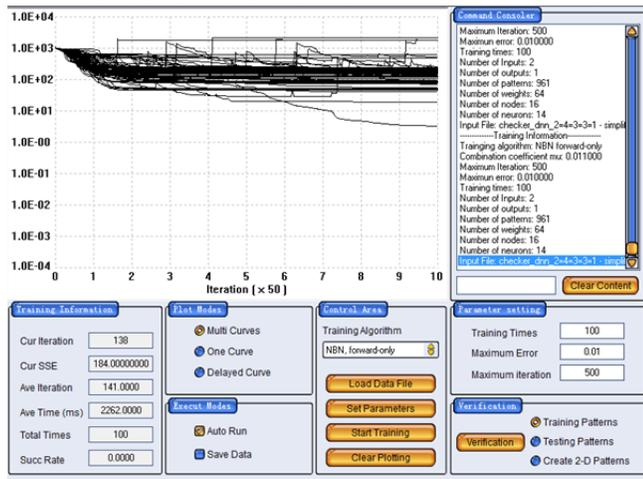 1.0E+04
1.0E+03
1.0E+02
1.0E+01
1.0E-00
1.0E-01
1.0E-02
1.0E-03
1.0E-04
0 1 2 3 4 5 6 7 8 9 10
Iteration ( × 50 )
Command Consoler
Maximum Iteration: 500
Maximun error: 0.010000
Training times: 100
Number of Inputs: 2
Number of outputs: 1
Number of patterns: 961
Number of weights: 64
Number of nodes: 16
Number of neurons: 14
Input File: checker_dnn_2=4=3=3=1 - simplif
--------------Training Information--------------
Trainging algorithm: NBN forward-only
Combination coefficient mu: 0.011000
Maximum Iteration: 500
Maximun error: 0.010000
Training times: 100
Number of Inputs: 2
Number of outputs: 1
Number of patterns: 961
Number of weights: 64
Number of nodes: 16
Number of neurons: 14
Input File: checker_dnn_2=4=3=3=1 - simpli
Clear Content
Training Information
Cur Iteration 138
Cur SSE 184.00000000
Ave Iteration 141.0000
Ave Time (ms) 2262.0000
Total Times 100
Succ Rate 0.0000
Plot Modes
Multi Curves
One Curve
Delayed Curve
Execut Modes
Auto Run
Save Data
Control Area
Training Algorithm
NBN, forward-only
Load Data File
Set Parameters
Start Training
Clear Plotting
Parameter setting
Training Times 100
Maximum Error 0.01
Maximum iteration 500
Verification
Verification
Training Patterns
Testing Patterns
Create 2-D Patterns